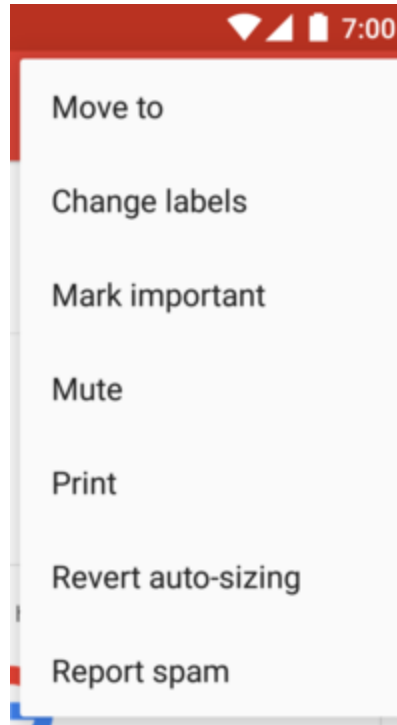 7:00
Move to
Change labels
Mark important
Mute
Print
Revert auto-sizing
Report spam